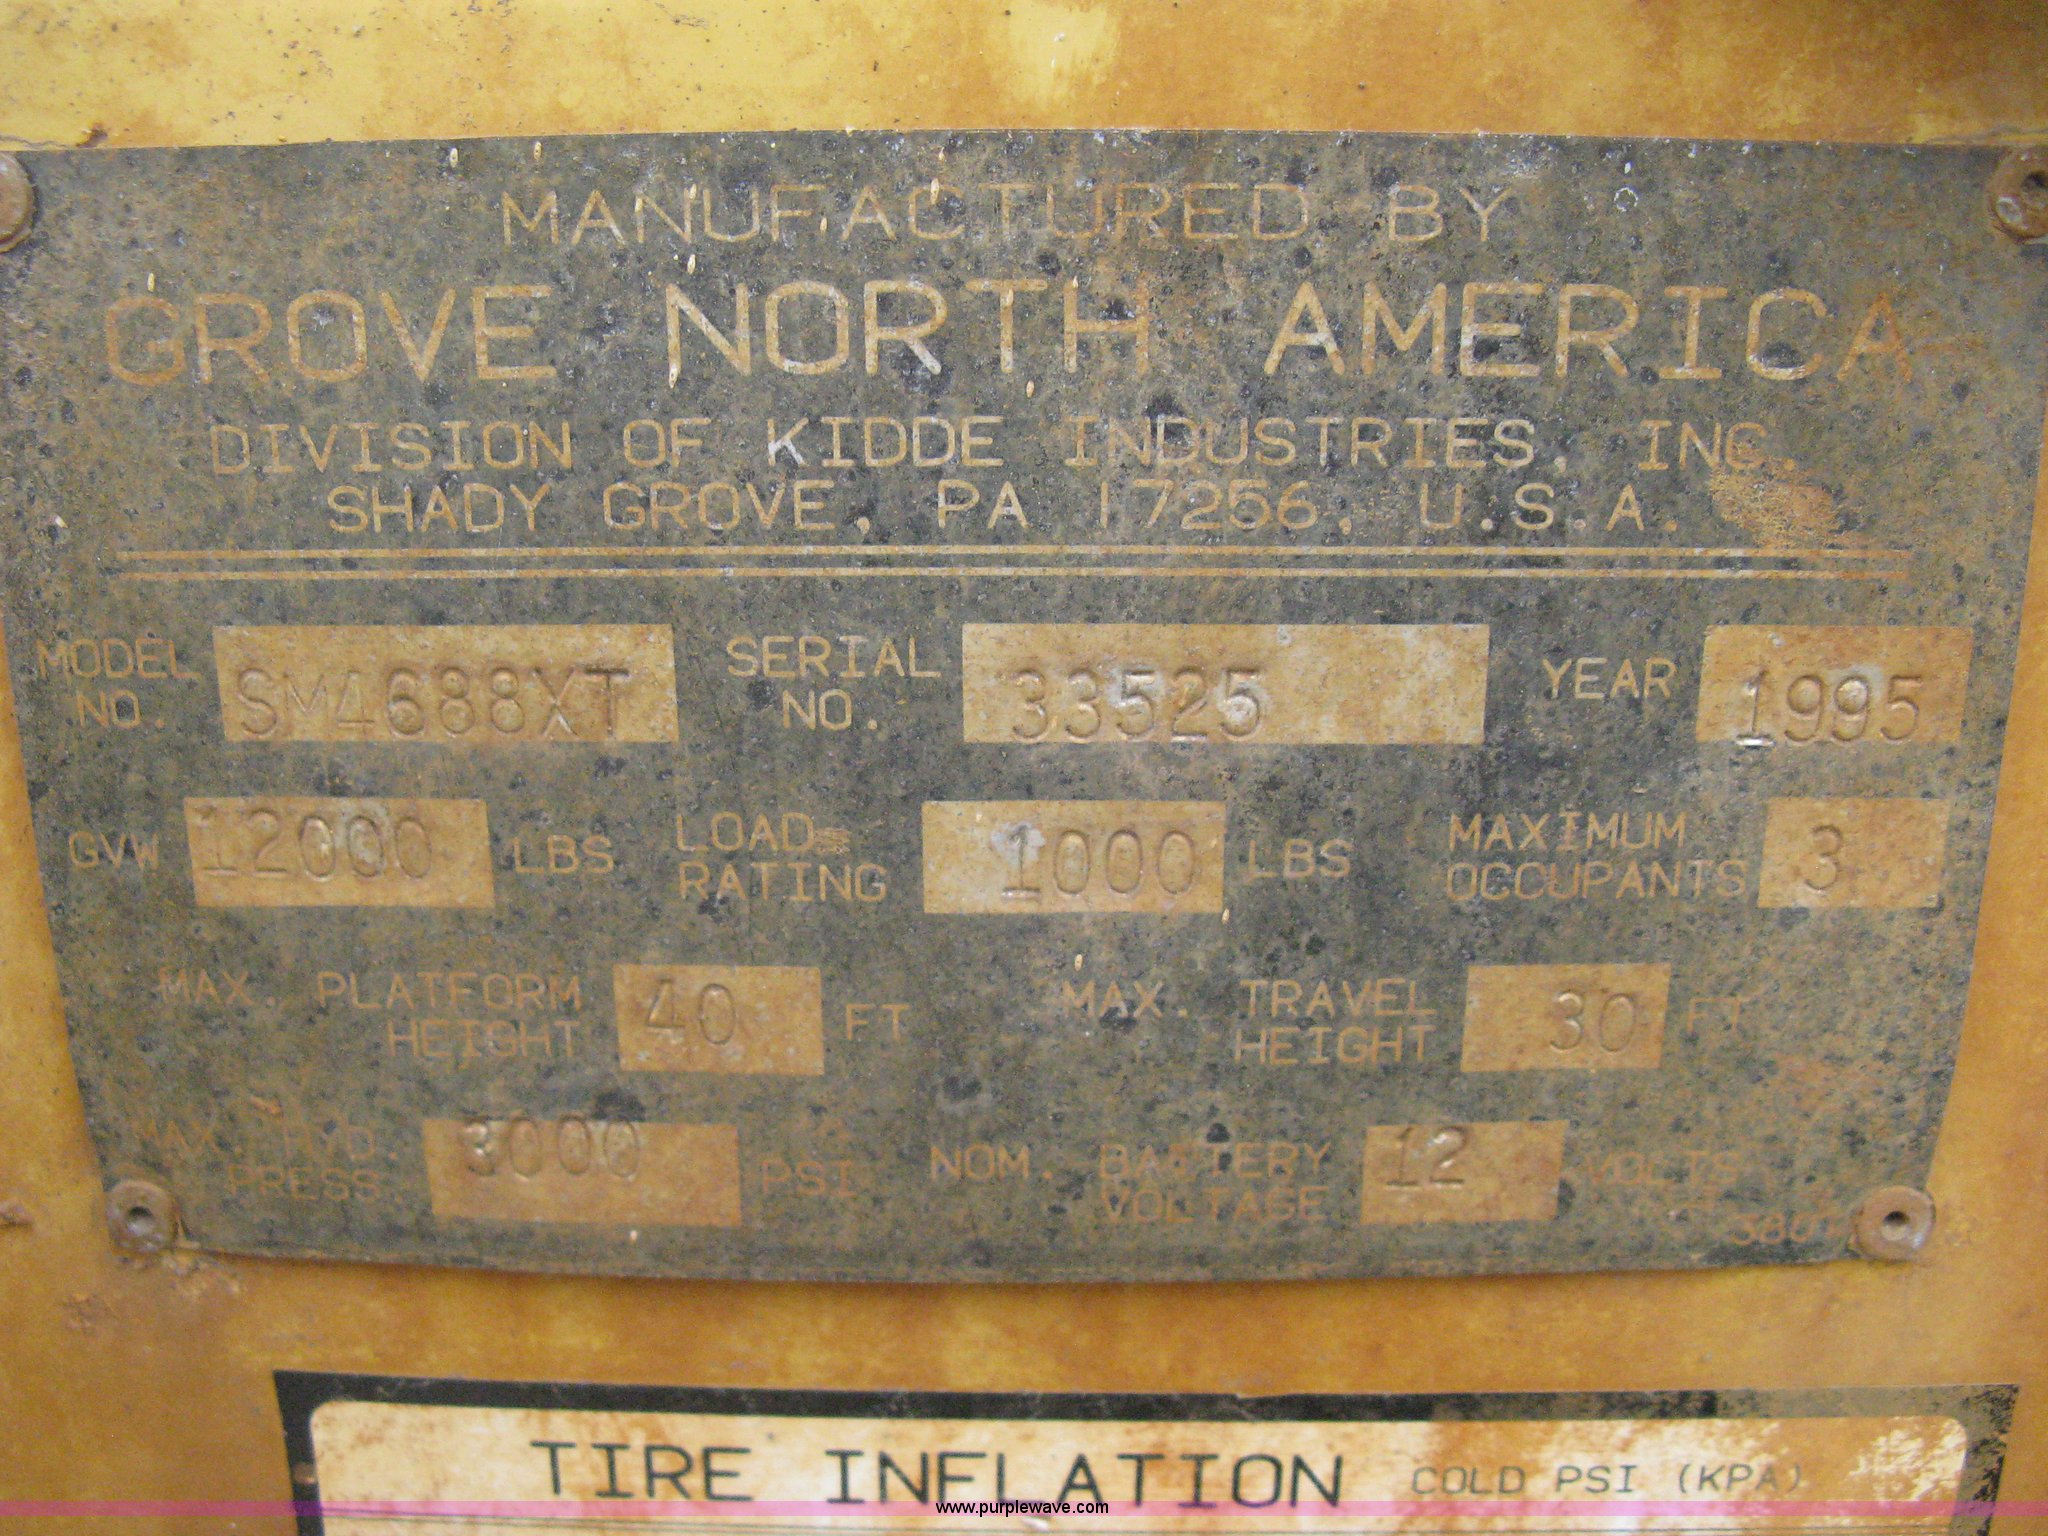 MANUFACTURED BY
GROVE NORTH AMERICA
DIVISION OF KIDDE INDUSTRIES, INC.
SHADY GROVE, PA 17256, U.S.A.
MODEL NO. SM4688XT SERIAL NO. 33525 YEAR 1995
GVW 12000 LBS LOAD RATING 1000 LBS MAXIMUM OCCUPANTS 3
MAX. PLATFORM HEIGHT 40 FT MAX. TRAVEL HEIGHT 30 FT
MAX. HYD. PRESS. 3000 PSI NOM. BATTERY VOLTAGE 12 VOLTS
TIRE INFLATION COLD PSI (KPA)
www.purplewave.com